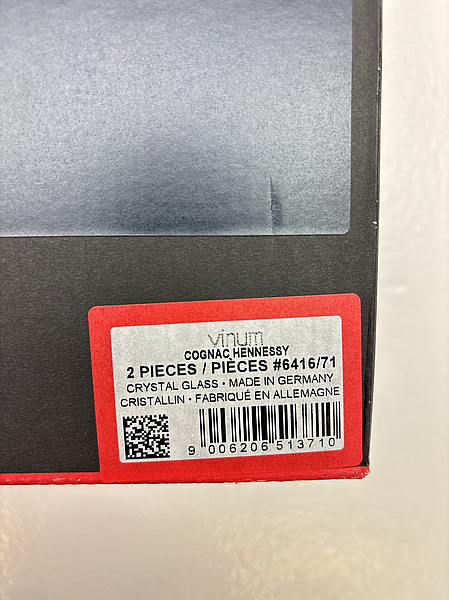 vinum
COGNAC HENNESSY
2 PIECES / PIÈCES #6416/71
CRYSTAL GLASS • MADE IN GERMANY
CRISTALLIN • FABRIQUÉ EN ALLEMAGNE
9 006206 513710